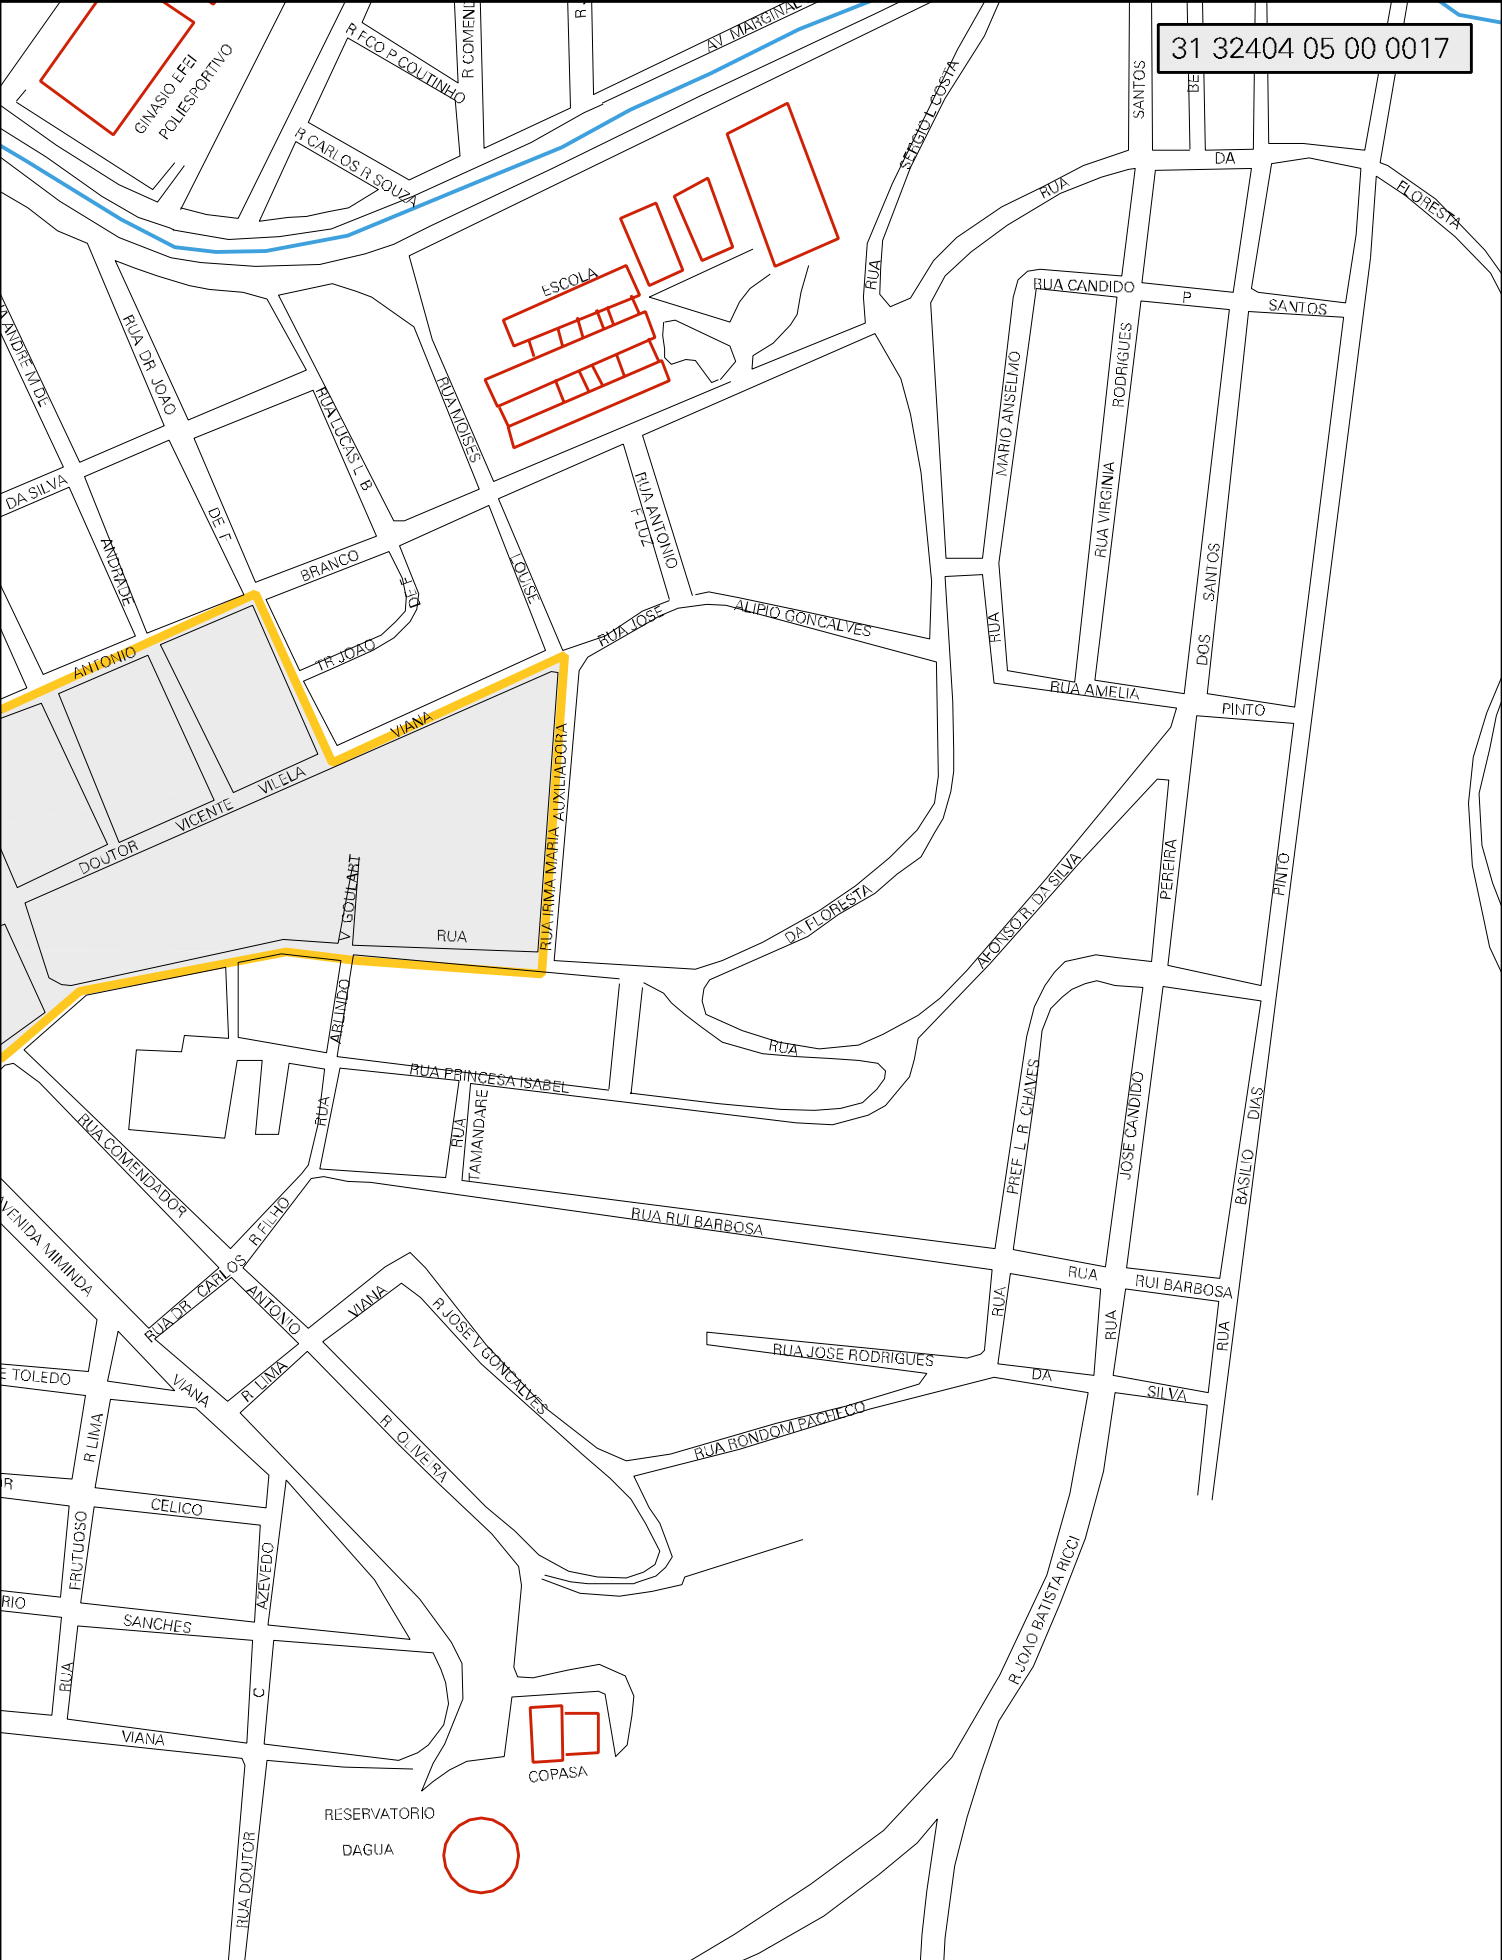 31 32404 05 00 0017
GINASIO EFEI
POLIESPORTIVO
R FCO P COUTINHO
R COMEND
R
AV MARGINAL
R CARLOS R SOUZA
SERGIO L COSTA
RUA
SANTOS
BE
DA
RUA
FLORESTA
ESCOLA
RUA CANDIDO
P
SANTOS
ANDRE M DE
RUA DR JOAO
RUA LUCAS L B
RUA MOISES
MARIO ANSELMO
RODRIGUES
RUA VIRGINIA
DA SILVA
DE F
RUA ANTONIO
F LUZ
ANDRADE
BRANCO
DE F
LOUISE
SANTOS
DOS
RUA
ANTONIO
TR JOAO
RUA JOSE
ALIPIO GONCALVES
RUA AMELIA
PINTO
VIANA
RUA IRMA MARIA AUXILIADORA
DOUTOR
VICENTE
VILELA
V GOULART
RUA
DA FLORESTA
AFONSO R. DA SILVA
PEREIRA
PINTO
ARLINDO
RUA
RUA PRINCESA ISABEL
RUA
RUA
TAMANDARE
PREF L R CHAVES
JOSE CANDIDO
BASILIO DIAS
RUA COMENDADOR
RUA RUI BARBOSA
RUA
RUI BARBOSA
AVENIDA MIMINDA
RUA DR CARLOS R FILHO
ANTONIO
VIANA
R JOSE V GONCALVES
RUA
RUA
RUA
RUA JOSE RODRIGUES
DA
SILVA
E TOLEDO
VIANA
R LIMA
R LIMA
R OLIVEIRA
RUA RONDOM PACHECO
OR
CELICO
FRUTUOSO
AZEVEDO
RIO
SANCHES
RUA
C
VIANA
R JOAO BATISTA RICCI
COPASA
RESERVATORIO
DAGUA
RUA DOUTOR